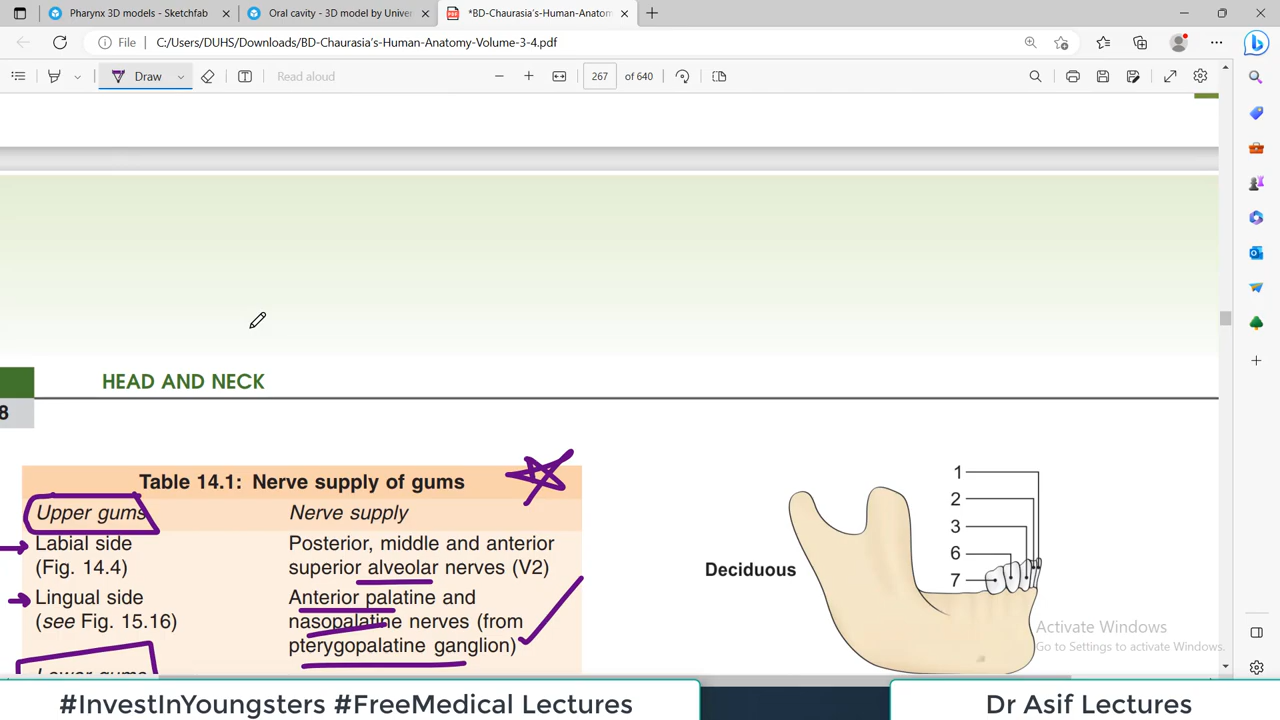 Pharynx 3D models - Sketchfab
Oral cavity - 3D model by Univer
*BD-Chaurasia's-Human-Anatom
File
C:/Users/DUHS/Downloads/BD-Chaurasia's-Human-Anatomy-Volume-3-4.pdf
Draw
Read aloud
267 of 640
HEAD AND NECK
8
Table 14.1: Nerve supply of gums
Upper gums Nerve supply
Labial side Posterior, middle and anterior
(Fig. 14.4) superior alveolar nerves (V2)
Lingual side Anterior palatine and
(see Fig. 15.16) nasopalatine nerves (from
pterygopalatine ganglion)
Lower gums
1
2
3
6
7
Deciduous
Activate Windows
Go to Settings to activate Windows.
#InvestInYoungsters #FreeMedical Lectures
Dr Asif Lectures